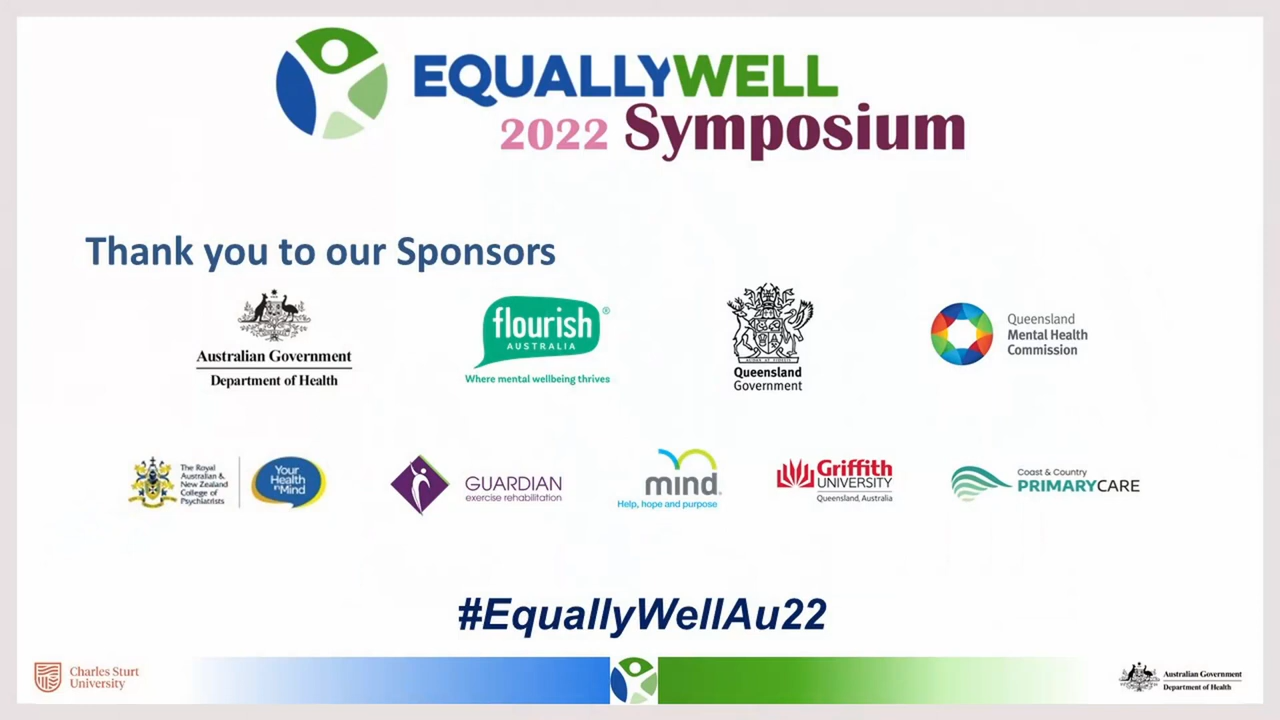 EQUALLYWELL
2022 Symposium
Thank you to our Sponsors
Australian Government
Department of Health
flourish®
AUSTRALIA
Where mental wellbeing thrives
Queensland
Government
Queensland
Mental Health
Commission
The Royal
Australian &
New Zealand
College of
Psychiatrists
Your
Health
in Mind
GUARDIAN
exercise rehabilitation
mind
Help, hope and purpose
Griffith
UNIVERSITY
Queensland, Australia
Coast & Country
PRIMARYCARE
#EquallyWellAu22
Charles Sturt
University
Australian Government
Department of Health